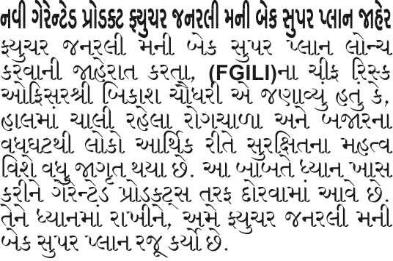 નવી ગેરેન્ટેડ પ્રોડક્ટ ફ્યુચર જનરલી મની બેક સુપર પ્લાન જાહેર
ફ્યુચર જનરલી મની બેક સુપર પ્લાન લોન્ચ
કરવાની જાહેરાત કરતા, (FGILI)ના ચીફ રિસ્ક
ઓફિસરશ્રી બિકાશ ચૌધરી એ જણાવ્યું હતું કે,
હાલમાં ચાલી રહેલા રોગચાળા અને બજારના
વધઘટથી લોકો આર્થિક રીતે સુરક્ષિતના મહત્વ
વિશે વધુ જાગૃત થયા છે. આ બાબતે ધ્યાન ખાસ
કરીને ગેરેન્ટેડ પ્રોડક્ટ્સ તરફ દોરવામાં આવે છે.
તેને ધ્યાનમાં રાખીને, અમે ફ્યુચર જનરલી મની
બેક સુપર પ્લાન રજૂ કર્યો છે.